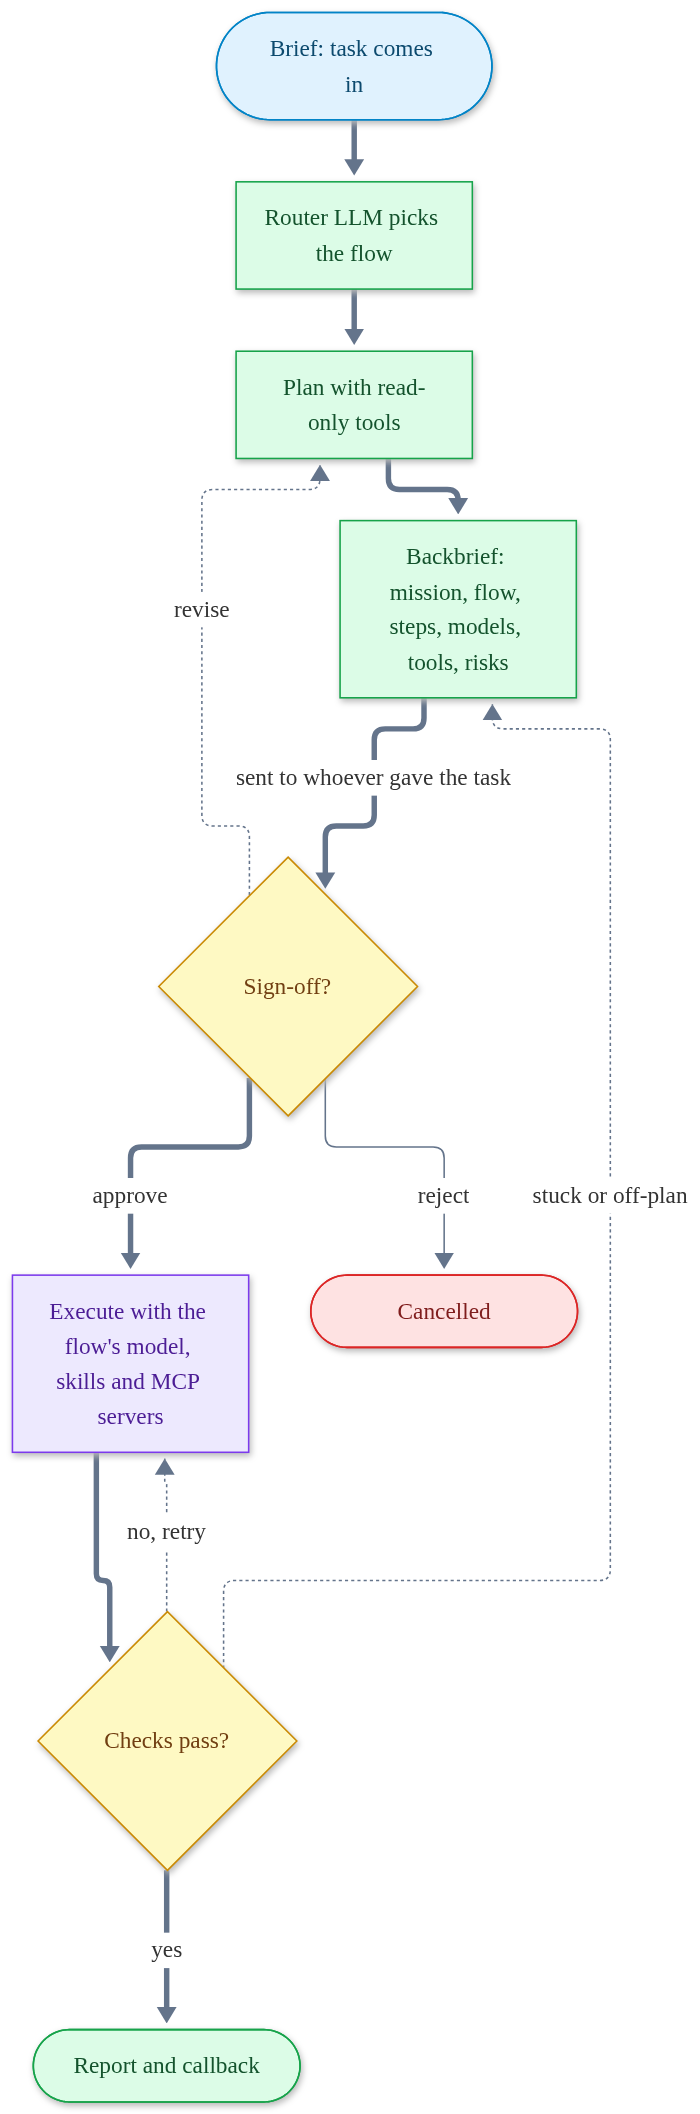 Brief: task comes
in
Router LLM picks
the flow
Plan with read-
only tools
Backbrief:
mission, flow,
steps, models,
tools, risks
revise
sent to whoever gave the task
Sign-off?
approve
reject
stuck or off-plan
Execute with the
flow's model,
skills and MCP
servers
Cancelled
no, retry
Checks pass?
yes
Report and callback